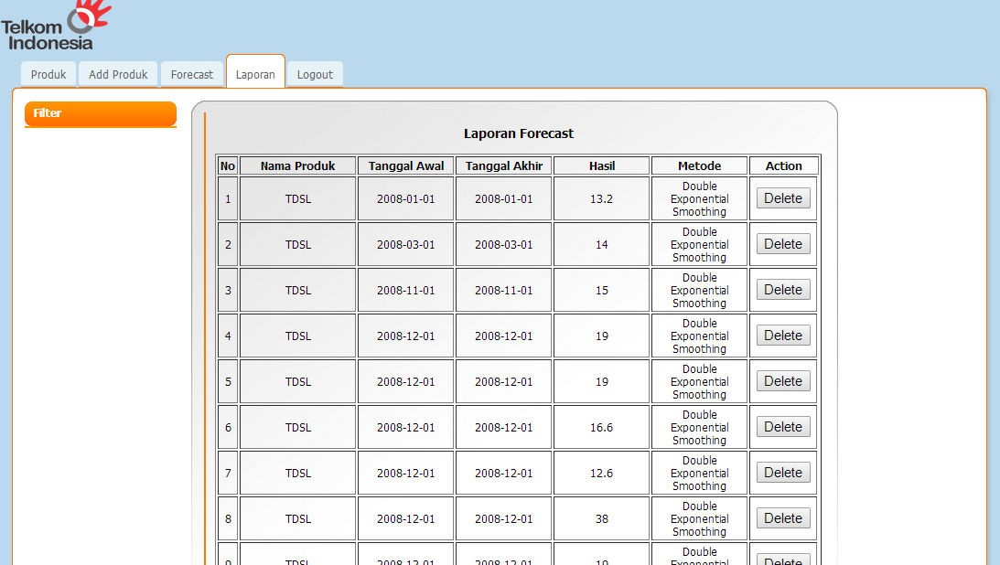 Telkom
Indonesia
Produk Add Produk Forecast Laporan Logout
Filter
Laporan Forecast
No Nama Produk Tanggal Awal Tanggal Akhir Hasil Metode Action
1 TDSL 2008-01-01 2008-01-01 13.2 Double Exponential Smoothing Delete
2 TDSL 2008-03-01 2008-03-01 14 Double Exponential Smoothing Delete
3 TDSL 2008-11-01 2008-11-01 15 Double Exponential Smoothing Delete
4 TDSL 2008-12-01 2008-12-01 19 Double Exponential Smoothing Delete
5 TDSL 2008-12-01 2008-12-01 19 Double Exponential Smoothing Delete
6 TDSL 2008-12-01 2008-12-01 16.6 Double Exponential Smoothing Delete
7 TDSL 2008-12-01 2008-12-01 12.6 Double Exponential Smoothing Delete
8 TDSL 2008-12-01 2008-12-01 38 Double Exponential Smoothing Delete
TDSL 2008-12-01 2008-12-01 Double Exponential Delete